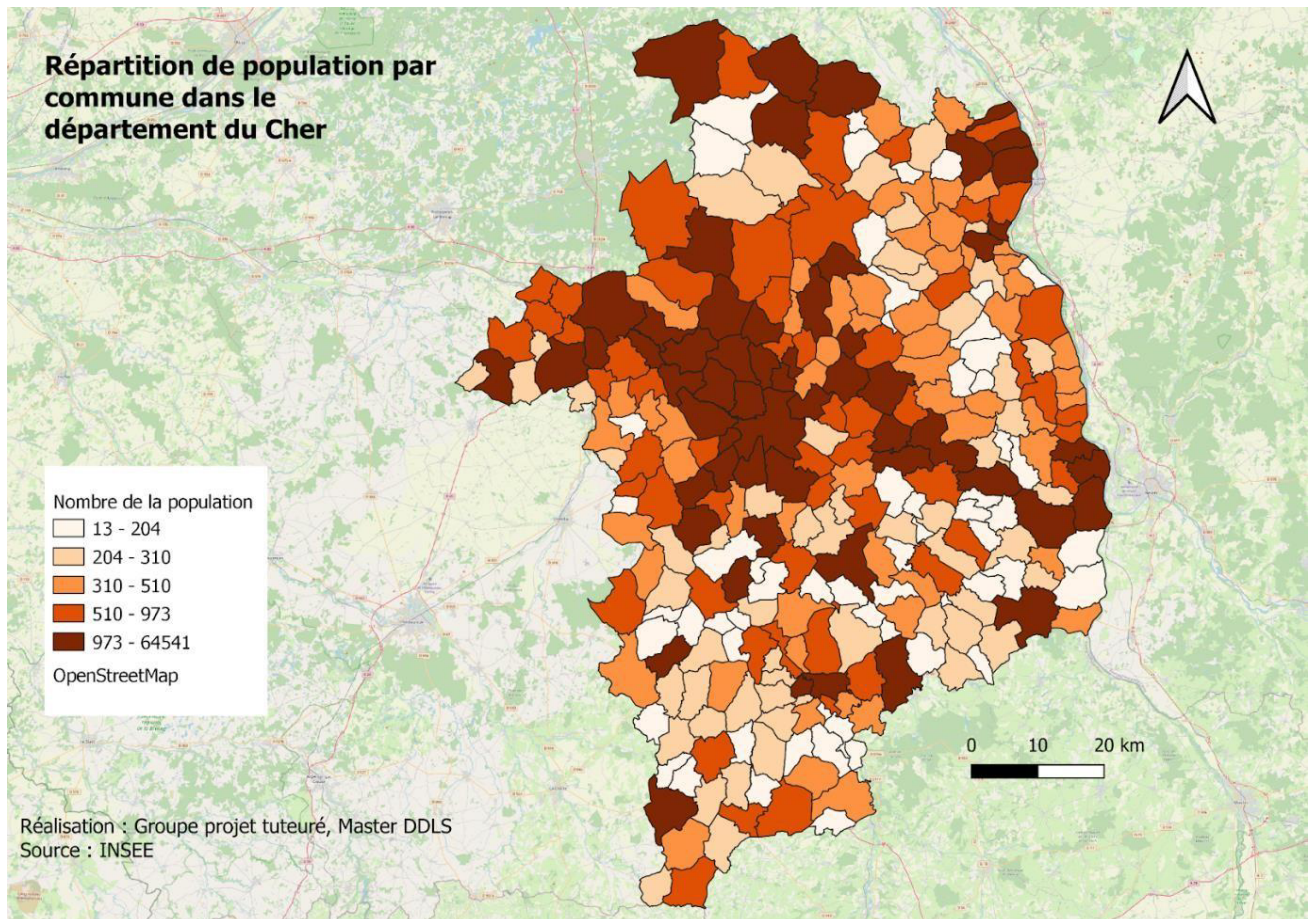 Répartition de population par
commune dans le
département du Cher
Nombre de la population
13 - 204
204 - 310
310 - 510
510 - 973
973 - 64541
OpenStreetMap
0 10 20 km
Réalisation : Groupe projet tuteuré, Master DDLS
Source : INSEE